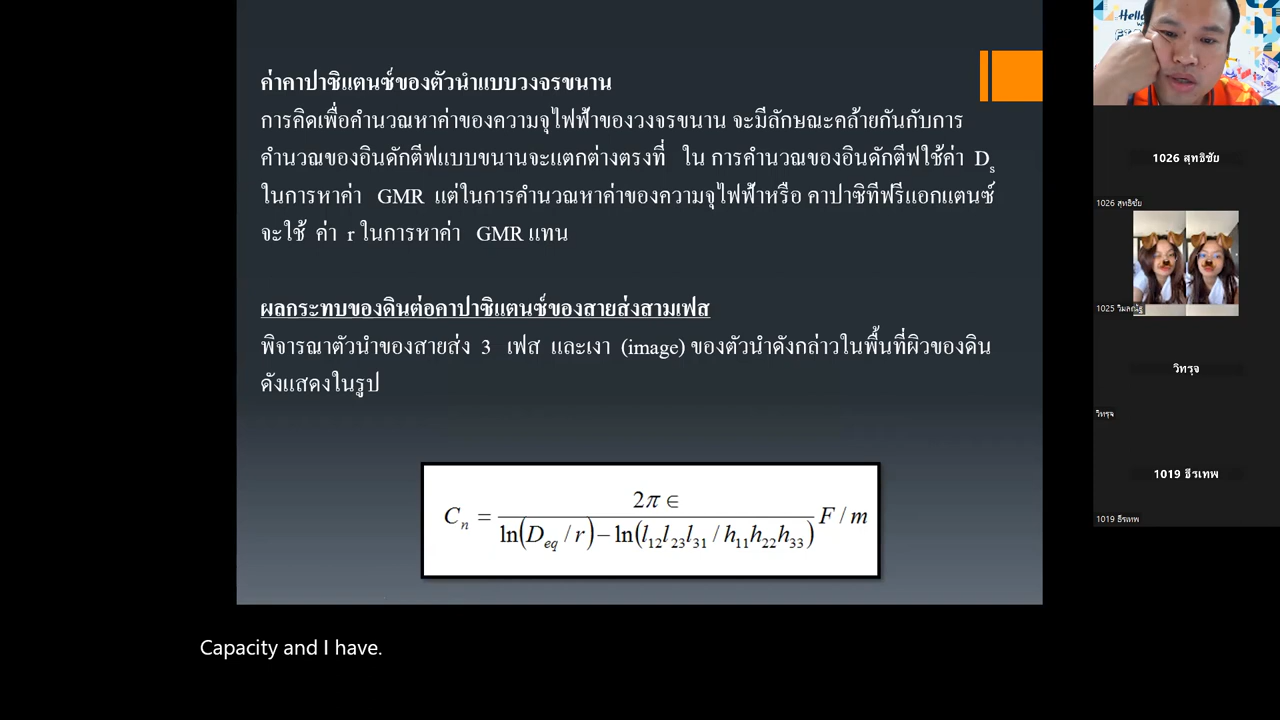 ค่าคาปาซิแตนซ์ของตัวนำแบบวงจรขนาน
การคิดเพื่อคำนวณหาค่าของความจุไฟฟ้าของวงจรขนาน จะมีลักษณะคล้ายกันกับการ
คำนวณของอินดักตีฟแบบขนานจะแตกต่างตรงที่ ใน การคำนวณของอินดักตีฟใช้ค่า Ds
ในการหาค่า GMR แต่ในการคำนวณหาค่าของความจุไฟฟ้าหรือ คาปาซิทีฟรีแอกแตนซ์
จะใช้ ค่า r ในการหาค่า GMR แทน
ผลกระทบของดินต่อคาปาซิแตนซ์ของสายส่งสามเฟส
พิจารณาตัวนำของสายส่ง 3 เฟส และเงา (image) ของตัวนำดังกล่าวในพื้นที่ผิวของดิน
ดังแสดงในรูป
Cn = 2π∈ / ln(Deq / r) − ln(l12l23l31 / h11h22h33) F / m
Capacity and I have.
Hello
1026 สุทธิชัย
1026 สุทธิชัย
1025 วิมลณัฐ
วิทรุจ
วิทรุจ
1019 ธีรเทพ
1019 ธีรเทพ